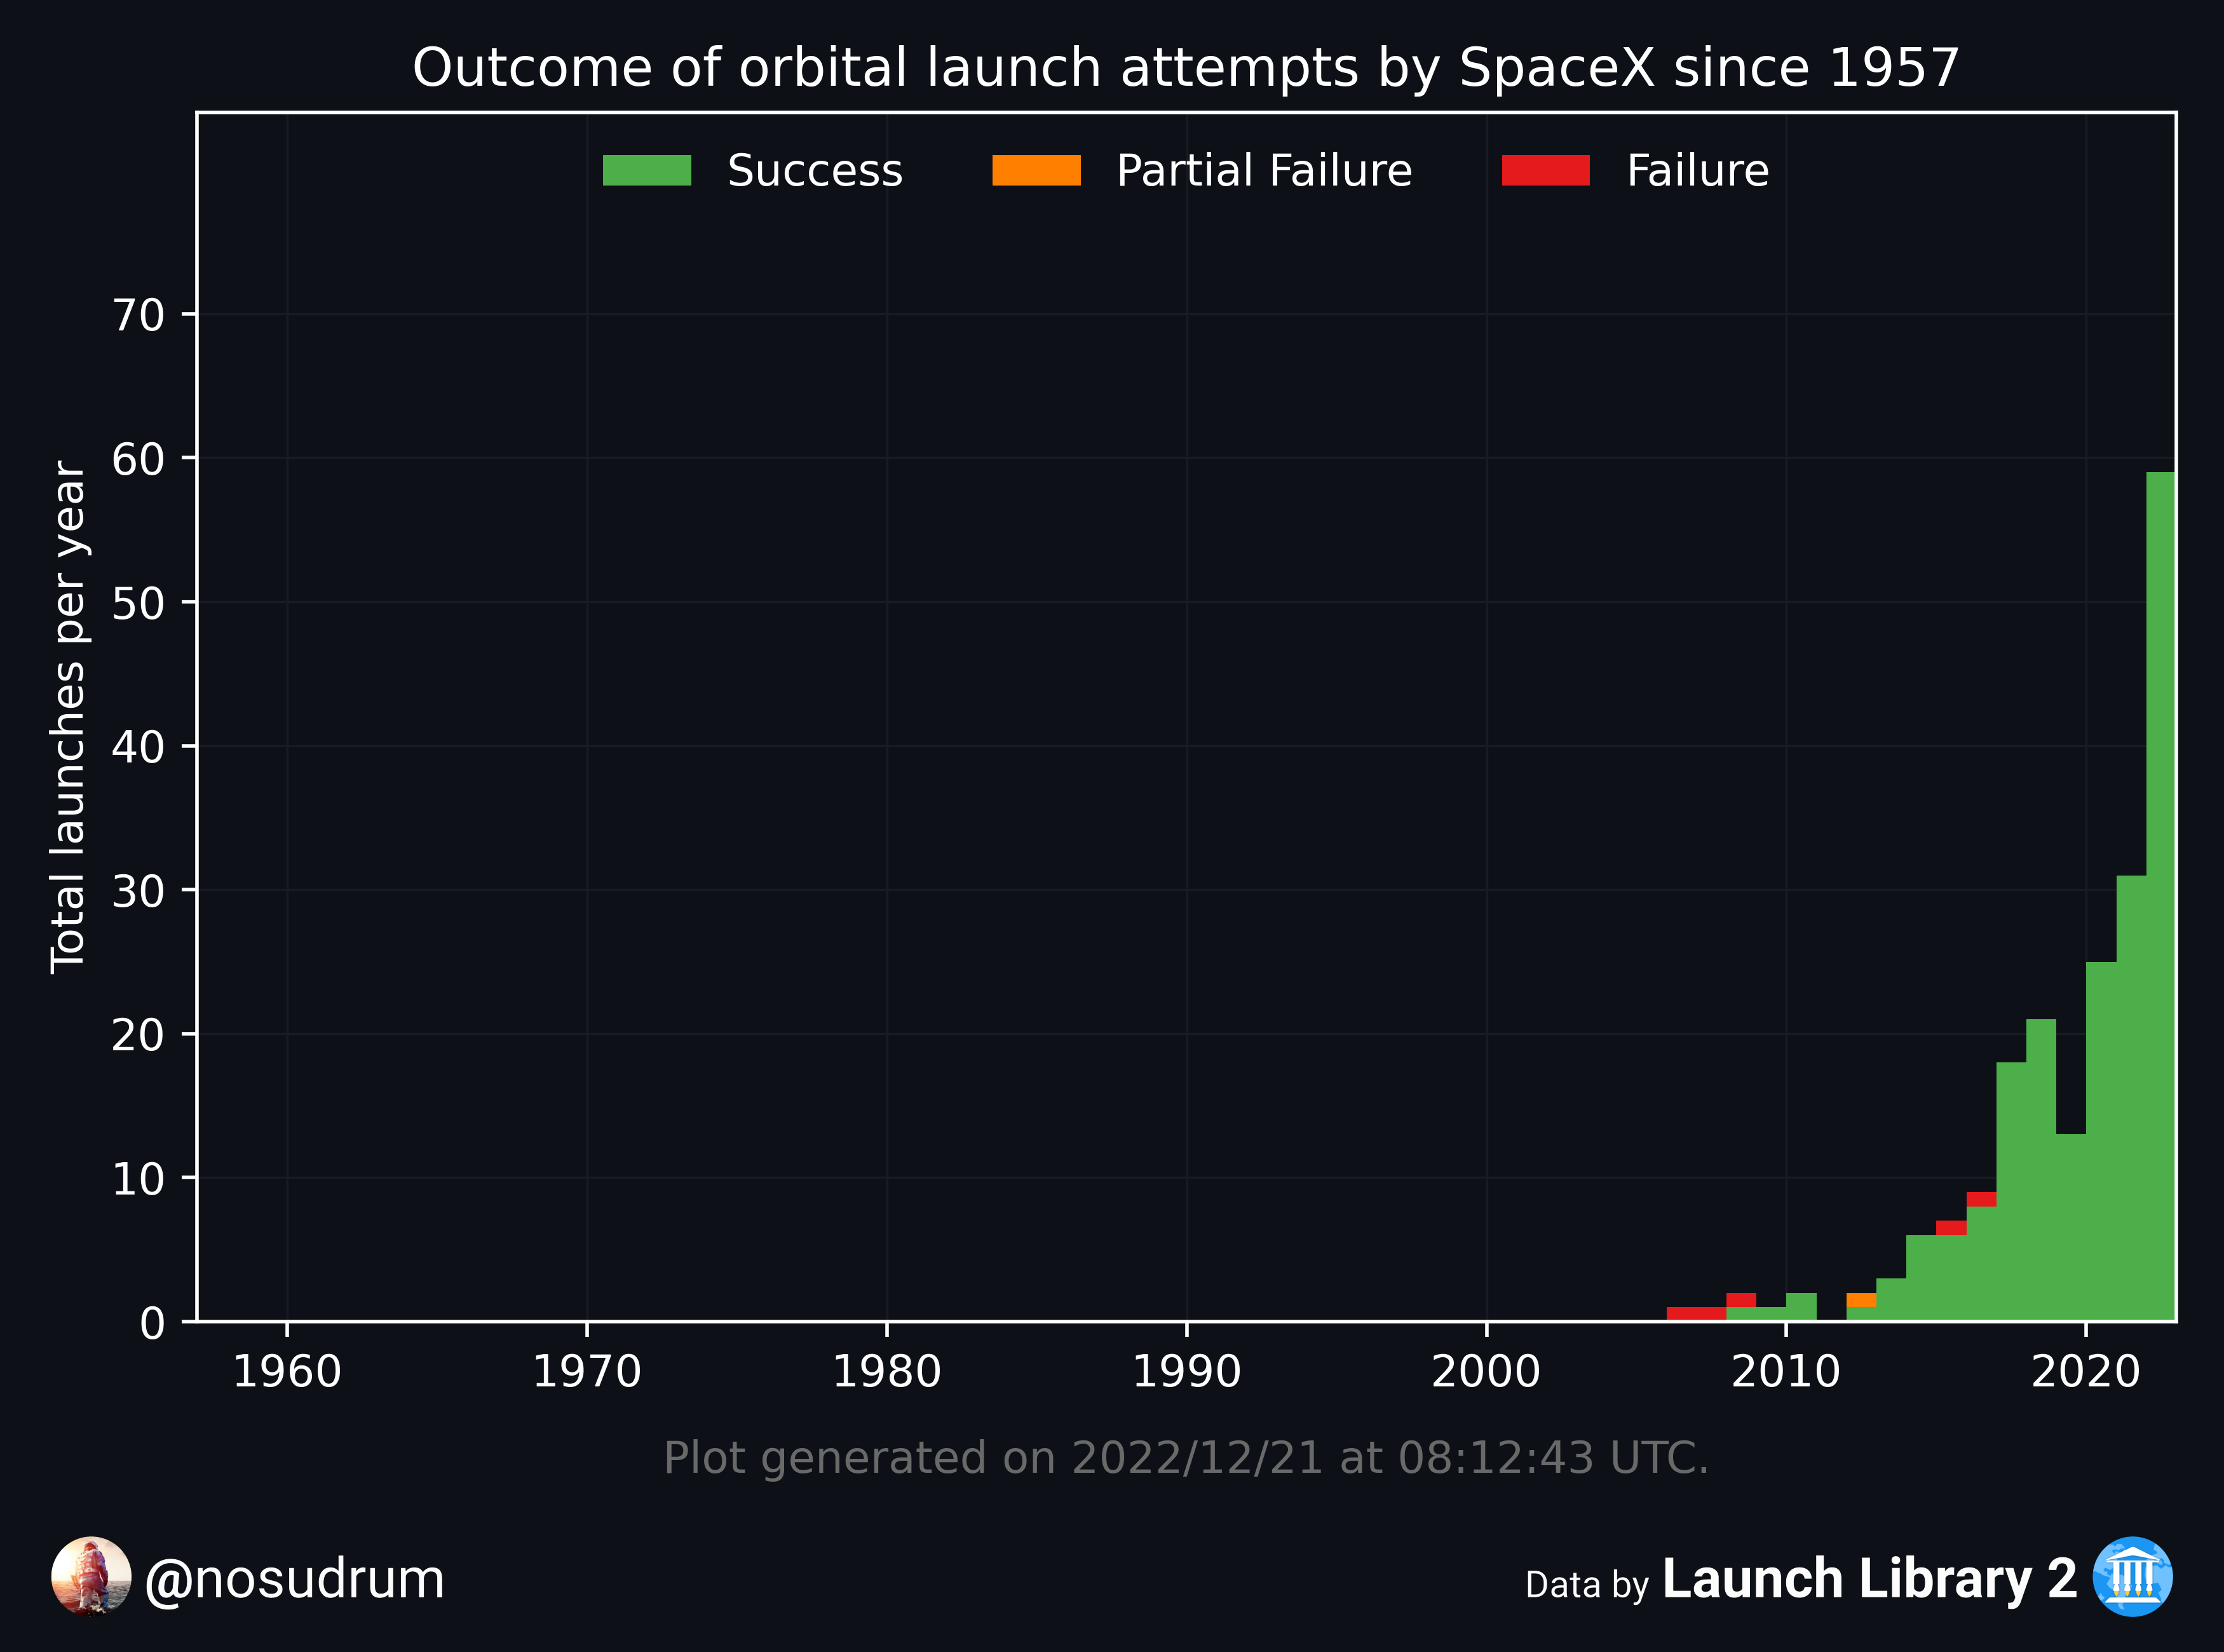 Outcome of orbital launch attempts by SpaceX since 1957
Success Partial Failure Failure
Total launches per year
70
60
50
40
30
20
10
0
1960 1970 1980 1990 2000 2010 2020
Plot generated on 2022/12/21 at 08:12:43 UTC.
@nosudrum
Data by Launch Library 2